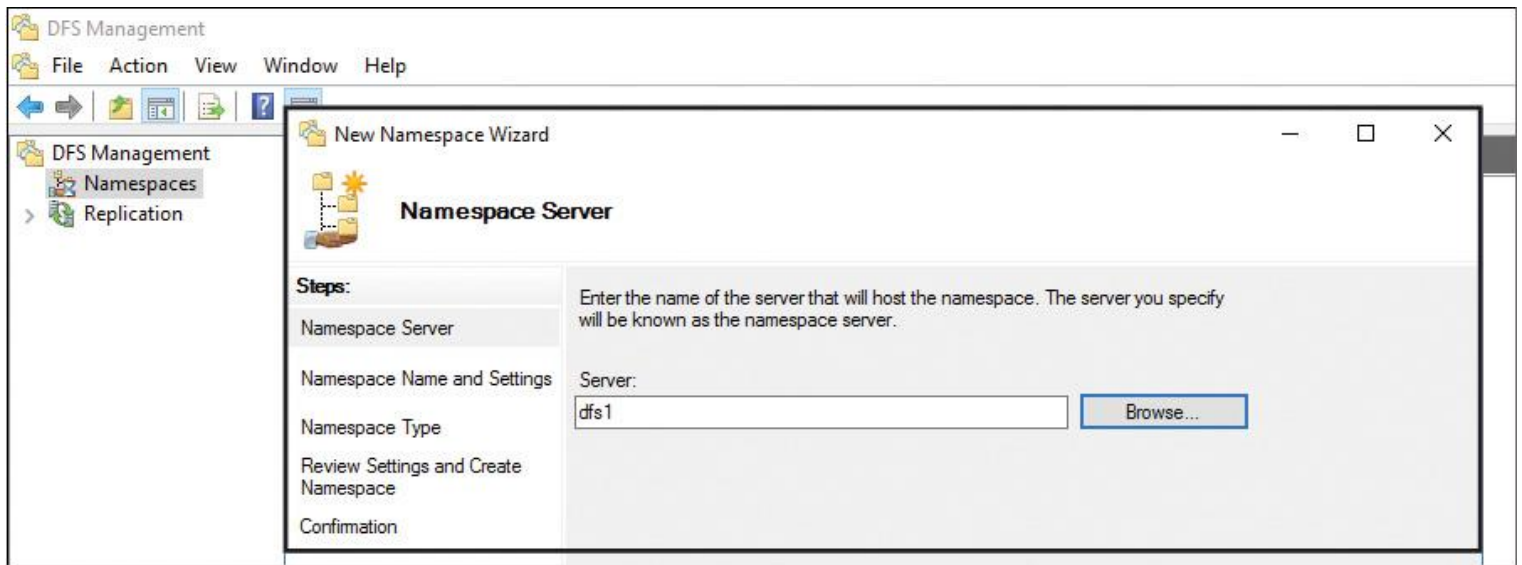 DFS Management
File Action View Window Help
DFS Management
Namespaces
Replication
New Namespace Wizard
Namespace Server
Steps:
Namespace Server
Namespace Name and Settings
Namespace Type
Review Settings and Create
Namespace
Confirmation
Enter the name of the server that will host the namespace. The server you specify
will be known as the namespace server.
Server:
dfs1
Browse...